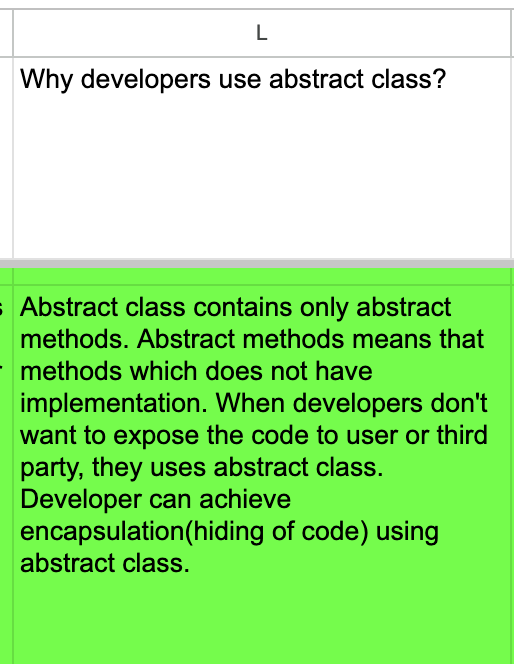 L
Why developers use abstract class?
Abstract class contains only abstract
methods. Abstract methods means that
methods which does not have
implementation. When developers don't
want to expose the code to user or third
party, they uses abstract class.
Developer can achieve
encapsulation(hiding of code) using
abstract class.